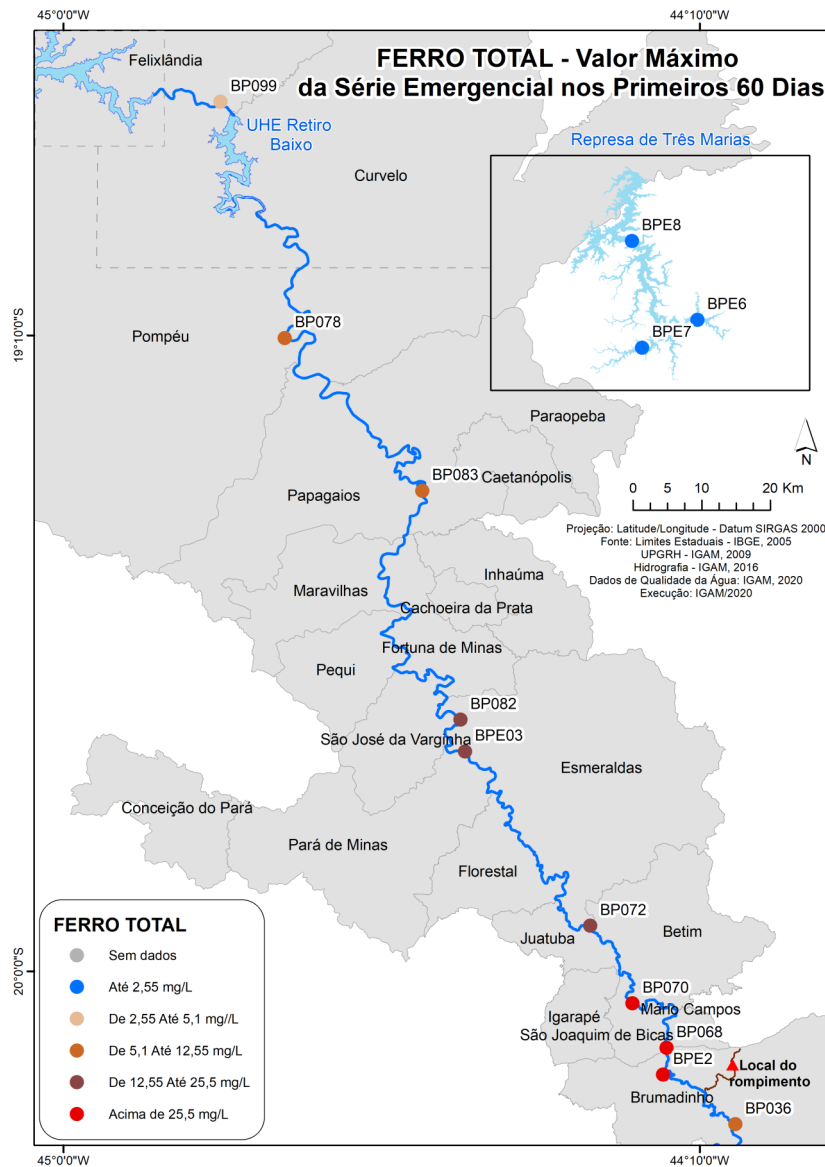 45°0'0"W
44°10'0"W
FERRO TOTAL - Valor Máximo
da Série Emergencial nos Primeiros 60 Dias
Felixlândia
BP099
UHE Retiro
Baixo
Represa de Três Marias
Curvelo
BPE8
BPE6
BPE7
19°10'0"S
BP078
Pompéu
Paraopeba
N
BP083
Caetanópolis
Papagaios
0 5 10 20 Km
Projeção: Latitude/Longitude - Datum SIRGAS 2000
Fonte: Limites Estaduais - IBGE, 2005
UPGRH - IGAM, 2009
Hidrografia - IGAM, 2016
Dados de Qualidade da Água: IGAM, 2020
Execução: IGAM/2020
Inhaúma
Maravilhas
Cachoeira da Prata
Fortuna de Minas
Pequi
BP082
São José da Varginha
BPE03
Esmeraldas
Conceição do Pará
Pará de Minas
Florestal
BP072
Juatuba
Betim
20°0'0"S
BP070
Mário Campos
Igarapé
São Joaquim de Bicas
BP068
BPE2
Local do
rompimento
Brumadinho
BP036
FERRO TOTAL
Sem dados
Até 2,55 mg/L
De 2,55 Até 5,1 mg/L
De 5,1 Até 12,55 mg/L
De 12,55 Até 25,5 mg/L
Acima de 25,5 mg/L
45°0'0"W
44°10'0"W